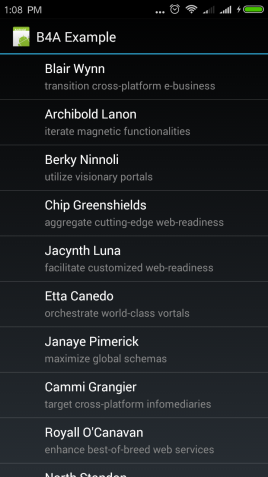 1:08 PM
B4A Example
Blair Wynn
transition cross-platform e-business
Archibold Lanon
iterate magnetic functionalities
Berky Ninnoli
utilize visionary portals
Chip Greenshields
aggregate cutting-edge web-readiness
Jacynth Luna
facilitate customized web-readiness
Etta Canedo
orchestrate world-class vortals
Janaye Pimerick
maximize global schemas
Cammi Grangier
target cross-platform infomediaries
Royall O'Canavan
enhance best-of-breed web services
North Standen